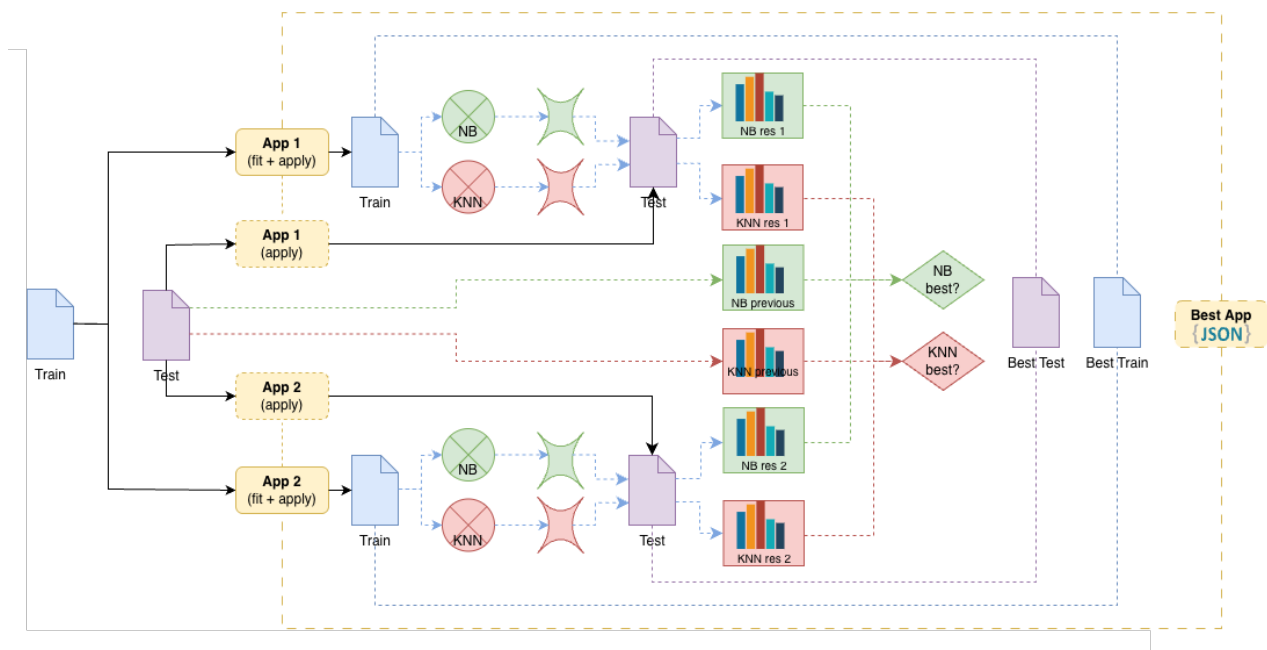 App 1
(fit + apply)
Train
NB
KNN
Test
NB res 1
KNN res 1
App 1
(apply)
NB previous
KNN previous
NB
best?
KNN
best?
Train
Test
Best Test
Best Train
Best App
{JSON}
App 2
(apply)
App 2
(fit + apply)
Train
NB
KNN
Test
NB res 2
KNN res 2